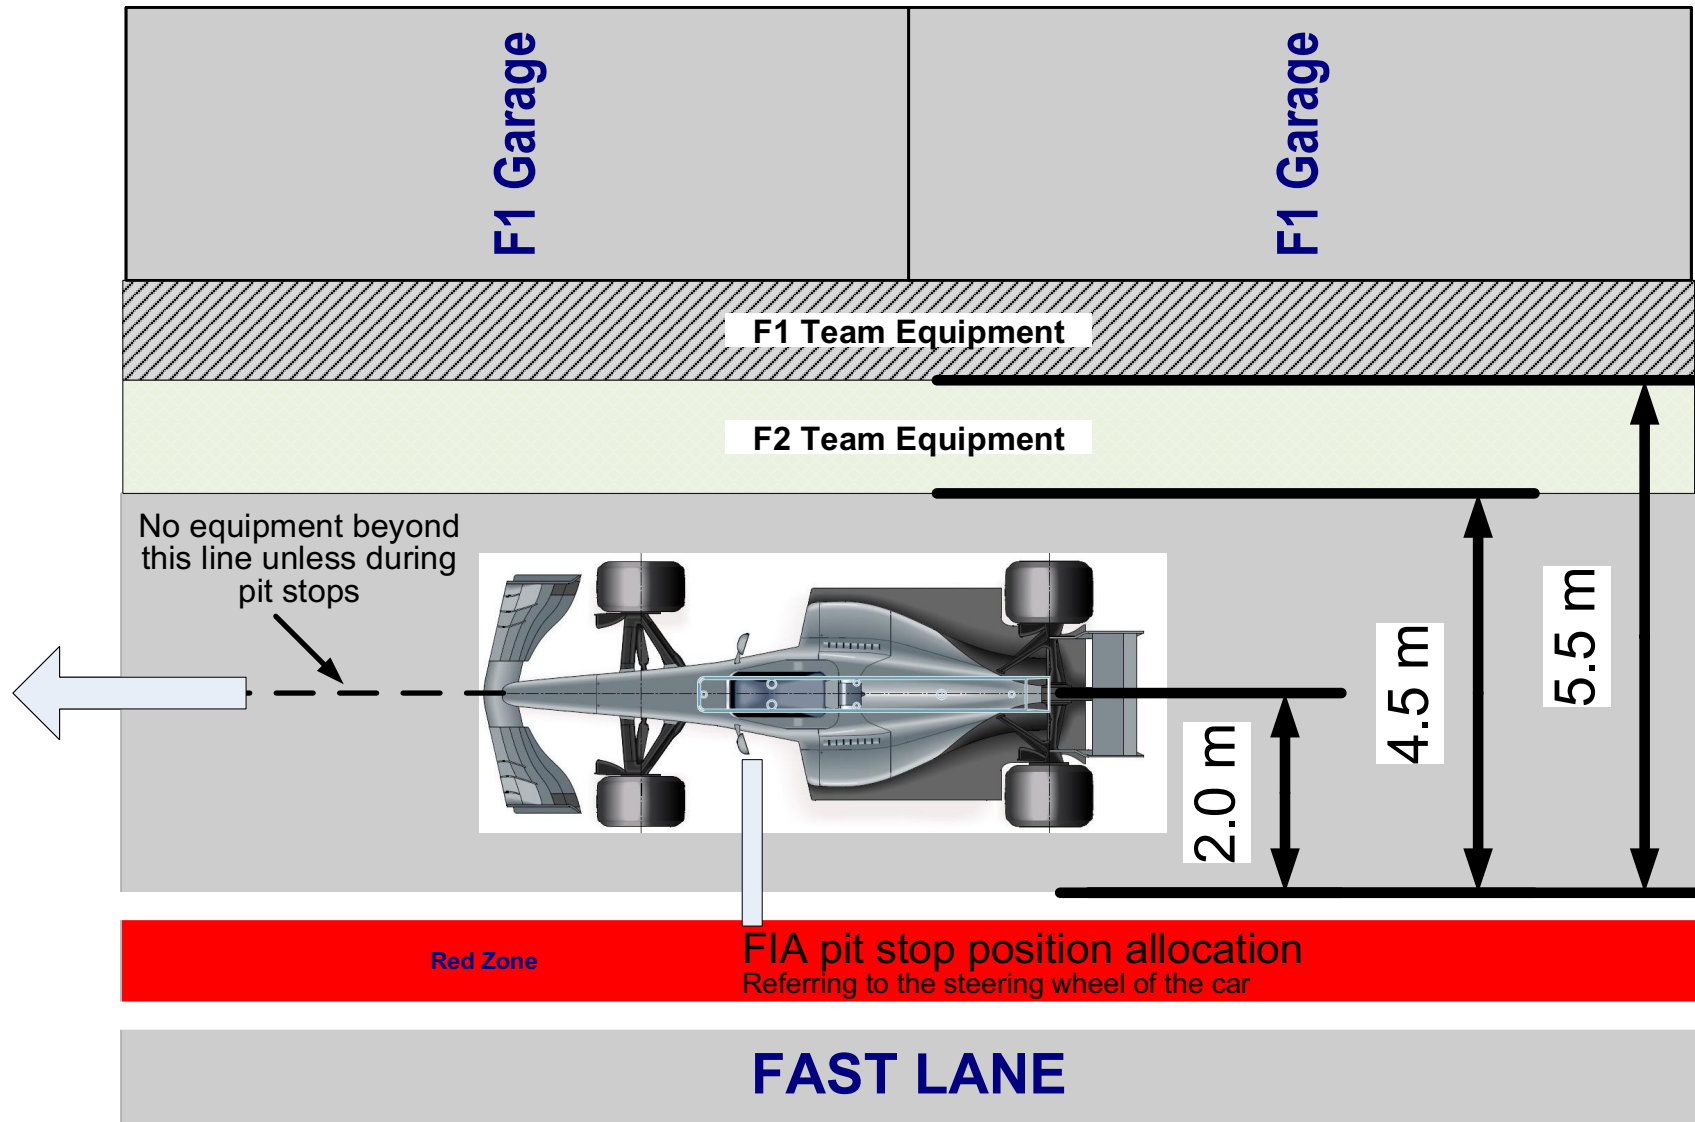 F1 Garage
F1 Garage
F1 Team Equipment
F2 Team Equipment
No equipment beyond
this line unless during
pit stops
5.5 m
4.5 m
2.0 m
FIA pit stop position allocation
Red Zone
Referring to the steering wheel of the car
FAST LANE